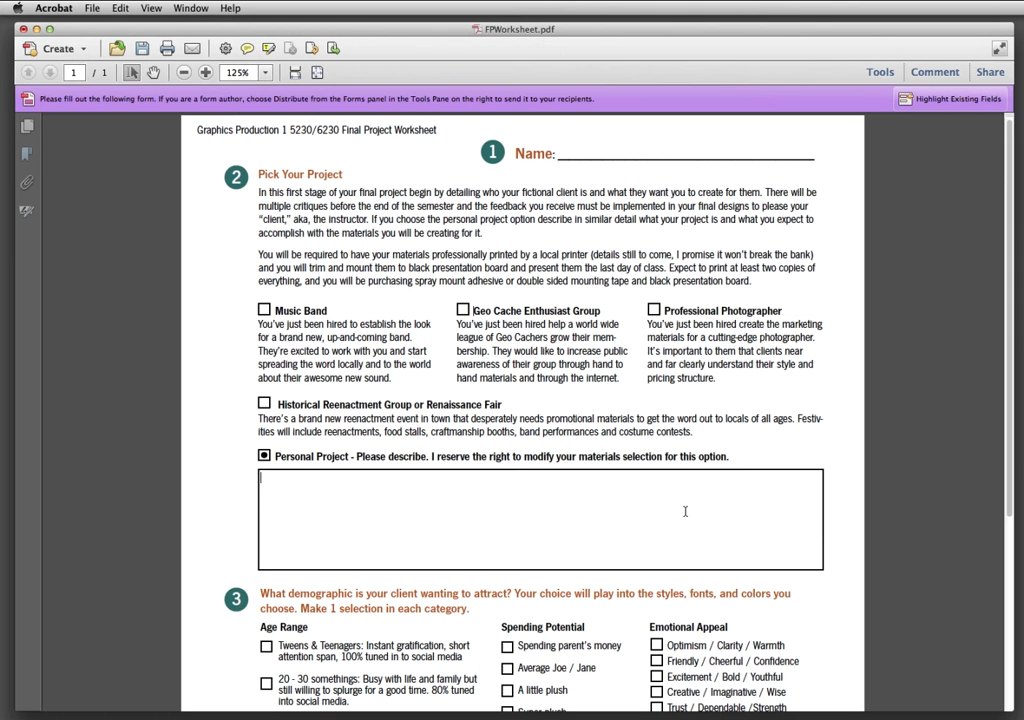 Acrobat File Edit View Window Help
FPWorksheet.pdf
Create
1 / 1 125% Tools Comment Share
Please fill out the following form. If you are a form author, choose Distribute from the Forms panel in the Tools Pane on the right to send it to your recipients. Highlight Existing Fields
Graphics Production 1 5230/6230 Final Project Worksheet
1 Name:
2 Pick Your Project
In this first stage of your final project begin by detailing who your fictional client is and what they want you to create for them. There will be
multiple critiques before the end of the semester and the feedback you receive must be implemented in your final designs to please your
“client,” aka, the instructor. If you choose the personal project option describe in similar detail what your project is and what you expect to
accomplish with the materials you will be creating for it.
You will be required to have your materials professionally printed by a local printer (details still to come, I promise it won’t break the bank)
and you will trim and mount them to black presentation board and present them the last day of class. Expect to print at least two copies of
everything, and you will be purchasing spray mount adhesive or double sided mounting tape and black presentation board.
Music Band
You’ve just been hired to establish the look
for a brand new, up-and-coming band.
They’re excited to work with you and start
spreading the word locally and to the world
about their awesome new sound.
Geo Cache Enthusiast Group
You’ve just been hired help a world wide
league of Geo Cachers grow their mem-
bership. They would like to increase public
awareness of their group through hand to
hand materials and through the internet.
Professional Photographer
You’ve just been hired create the marketing
materials for a cutting-edge photographer.
It’s important to them that clients near
and far clearly understand their style and
pricing structure.
Historical Reenactment Group or Renaissance Fair
There’s a brand new reenactment event in town that desperately needs promotional materials to get the word out to locals of all ages. Festiv-
ities will include reenactments, food stalls, craftmanship booths, band performances and costume contests.
Personal Project - Please describe. I reserve the right to modify your materials selection for this option.
3 What demographic is your client wanting to attract? Your choice will play into the styles, fonts, and colors you
choose. Make 1 selection in each category.
Age Range
Tweens & Teenagers: Instant gratification, short
attention span, 100% tuned in to social media
20 - 30 somethings: Busy with life and family but
still willing to splurge for a good time. 80% tuned
into social media.
Spending Potential
Spending parent’s money
Average Joe / Jane
A little plush
Super plush
Emotional Appeal
Optimism / Clarity / Warmth
Friendly / Cheerful / Confidence
Excitement / Bold / Youthful
Creative / Imaginative / Wise
Trust / Dependable /Strength